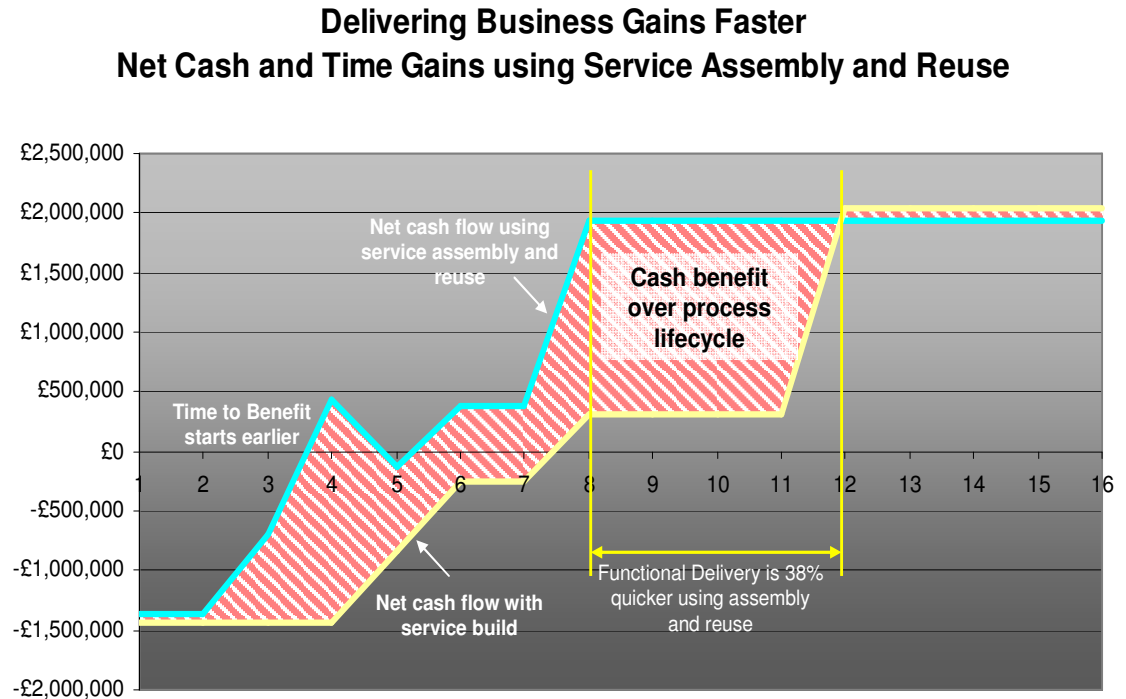 Delivering Business Gains Faster
Net Cash and Time Gains using Service Assembly and Reuse
£2,500,000
£2,000,000
£1,500,000
£1,000,000
£500,000
£0
-£500,000
-£1,000,000
-£1,500,000
-£2,000,000
Net cash flow using
service assembly and
reuse
Cash benefit
over process
lifecycle
Time to Benefit
starts earlier
1 2 3 4 5 6 7 8 9 10 11 12 13 14 15 16
Functional Delivery is 38%
quicker using assembly
and reuse
Net cash flow with
service build